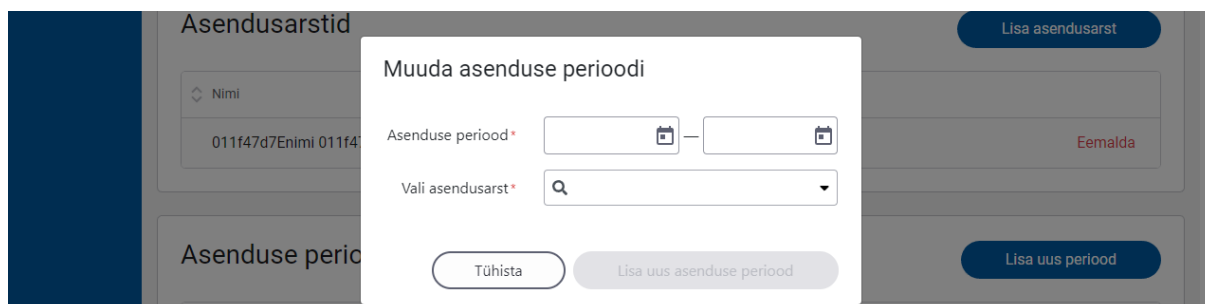 Asendusarstid
Lisa asendusarst
Muuda asenduse perioodi
Nimi
Asenduse periood*
—
011f47d7Enimi 011f47
Eemalda
Vali asendusarst*
Asenduse perio
Lisa uus periood
Tühista
Lisa uus asenduse periood